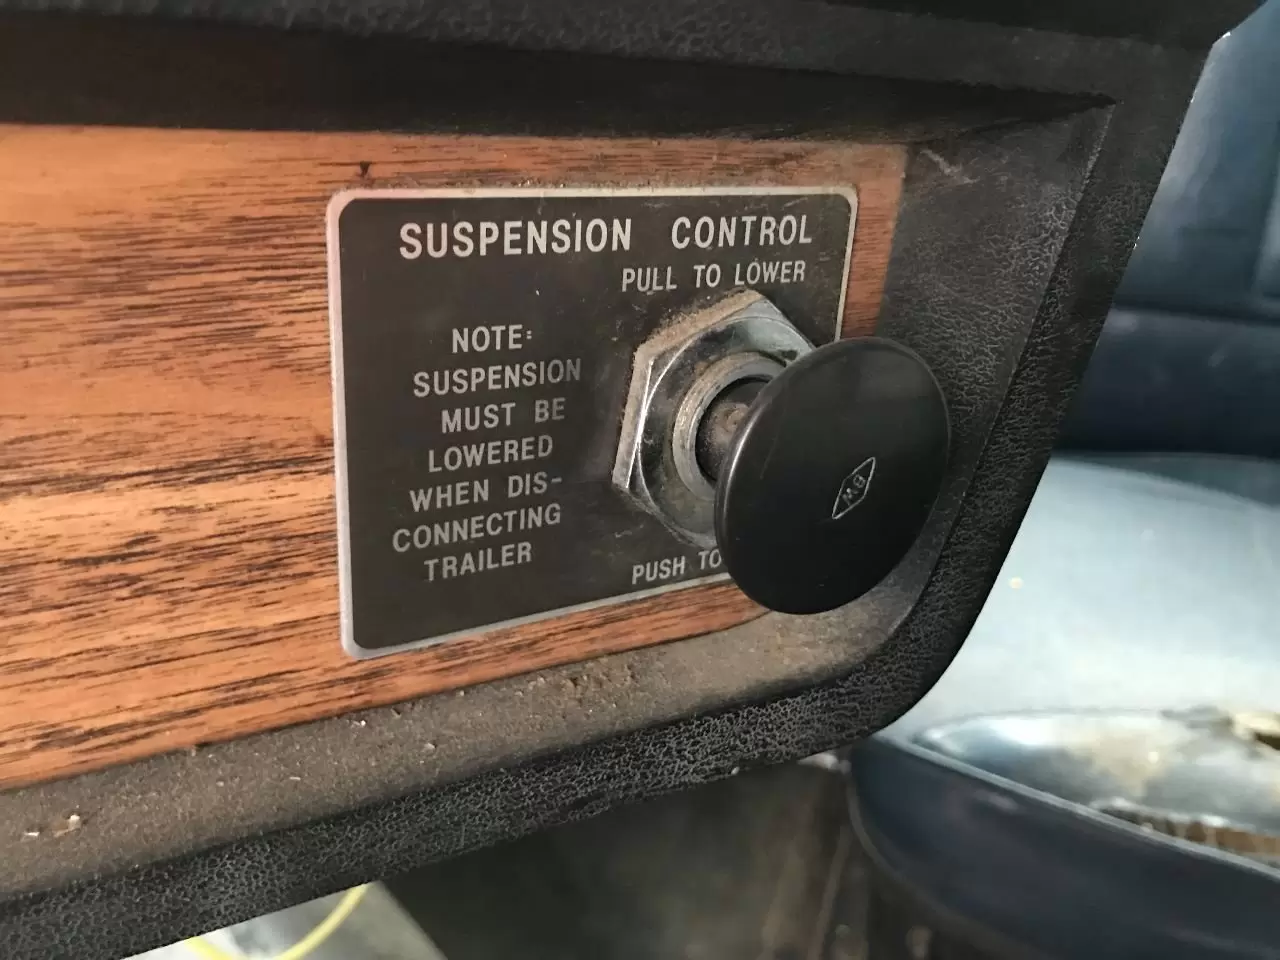 SUSPENSION CONTROL
PULL TO LOWER
NOTE:
SUSPENSION
MUST BE
LOWERED
WHEN DIS-
CONNECTING
TRAILER
PUSH TO